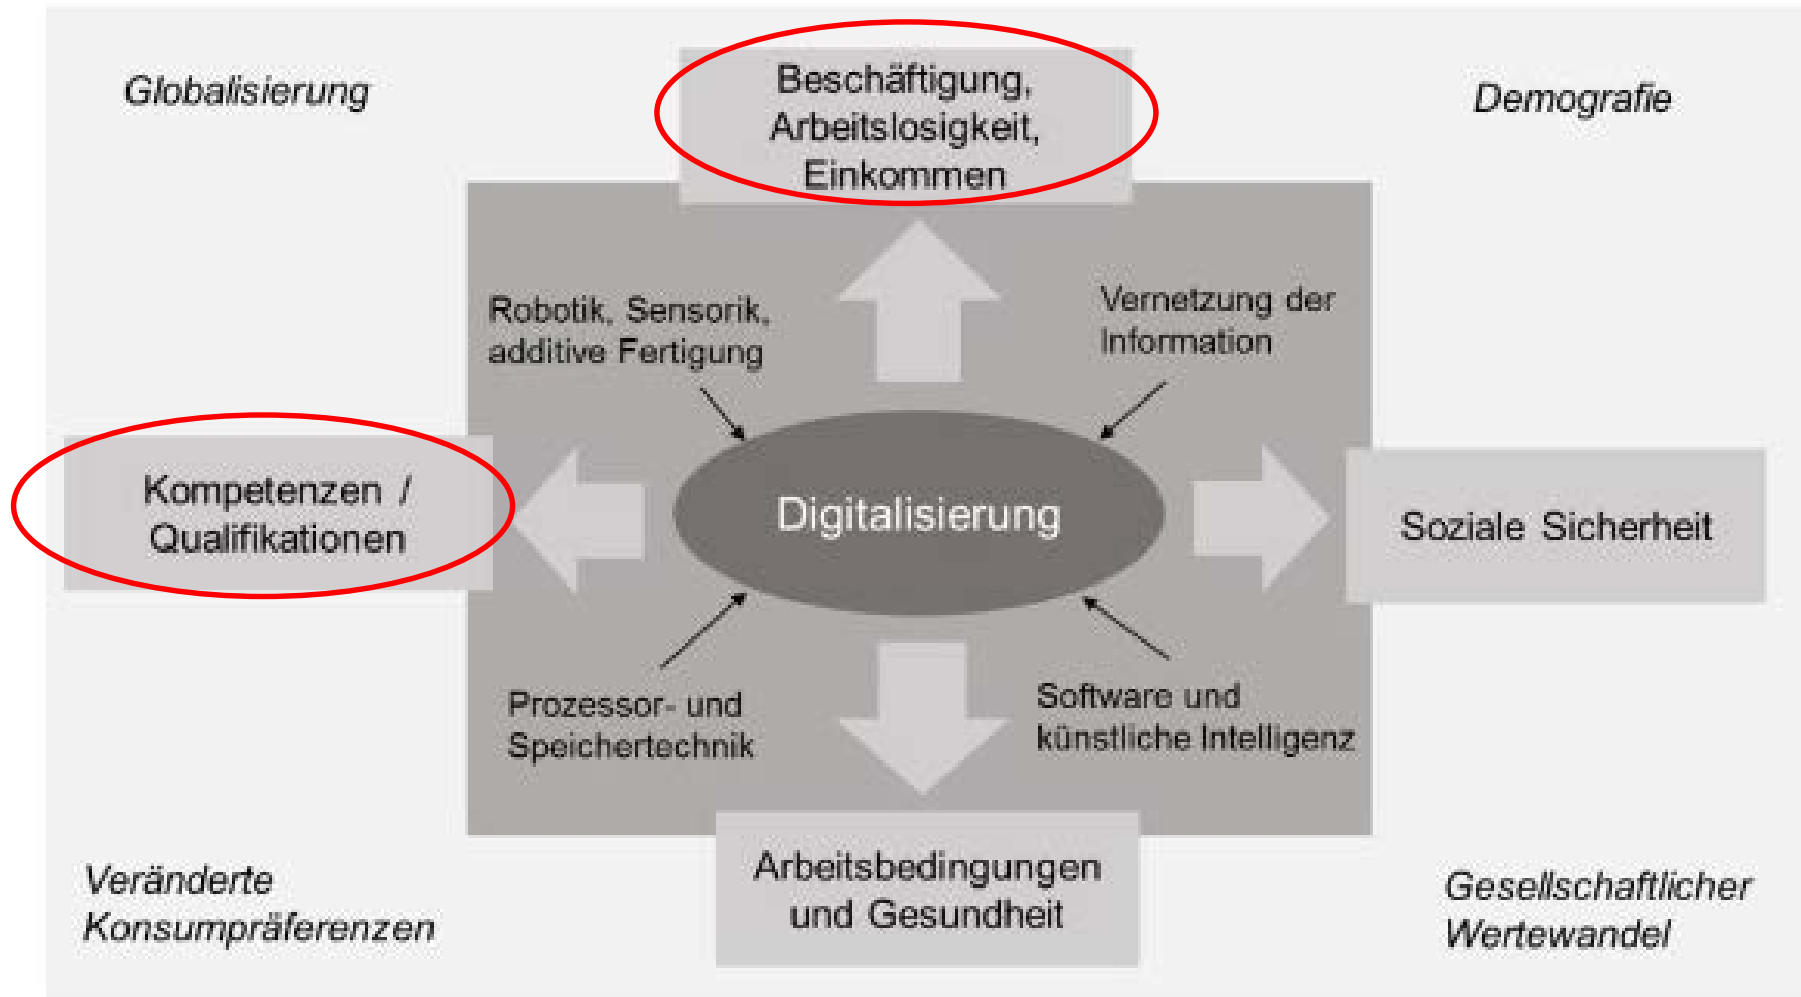 Globalisierung
Beschäftigung,
Arbeitslosigkeit,
Einkommen
Demografie
Robotik, Sensorik,
additive Fertigung
Vernetzung der
Information
Kompetenzen /
Qualifikationen
Digitalisierung
Soziale Sicherheit
Prozessor- und
Speichertechnik
Software und
künstliche Intelligenz
Veränderte
Konsumpräferenzen
Arbeitsbedingungen
und Gesundheit
Gesellschaftlicher
Wertewandel